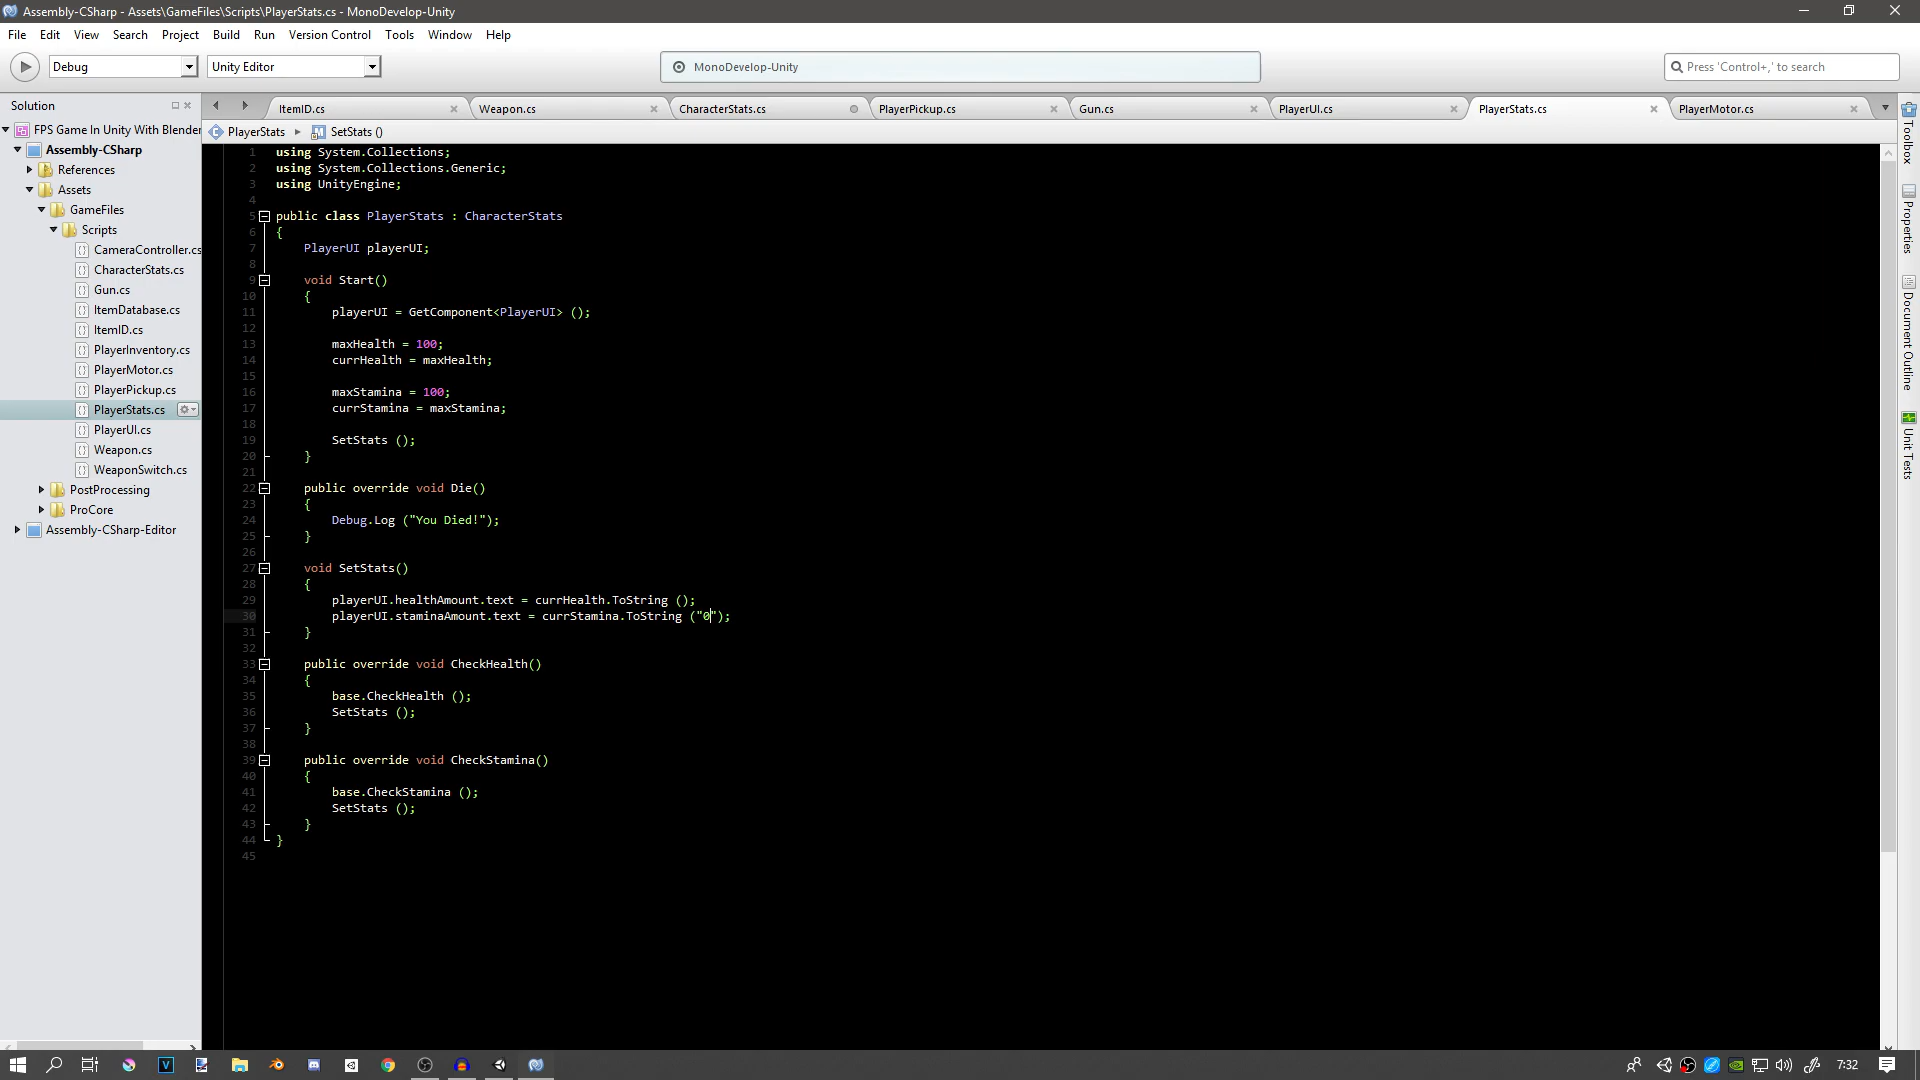 Assembly-CSharp - Assets\GameFiles\Scripts\PlayerStats.cs - MonoDevelop-Unity
File Edit View Search Project Build Run Version Control Tools Window Help
Debug
Unity Editor
MonoDevelop-Unity
Press 'Control+,' to search
Solution
ItemID.cs
Weapon.cs
CharacterStats.cs
PlayerPickup.cs
Gun.cs
PlayerUI.cs
PlayerStats.cs
PlayerMotor.cs
PlayerStats
SetStats ()
FPS Game In Unity With Blender
Assembly-CSharp
References
Assets
GameFiles
Scripts
CameraController.cs
CharacterStats.cs
Gun.cs
ItemDatabase.cs
ItemID.cs
PlayerInventory.cs
PlayerMotor.cs
PlayerPickup.cs
PlayerStats.cs
PlayerUI.cs
Weapon.cs
WeaponSwitch.cs
PostProcessing
ProCore
Assembly-CSharp-Editor
1 using System.Collections;
2 using System.Collections.Generic;
3 using UnityEngine;
4
5 public class PlayerStats : CharacterStats
6 {
7 PlayerUI playerUI;
8
9 void Start()
10 {
11 playerUI = GetComponent<PlayerUI> ();
12
13 maxHealth = 100;
14 currHealth = maxHealth;
15
16 maxStamina = 100;
17 currStamina = maxStamina;
18
19 SetStats ();
20 }
21
22 public override void Die()
23 {
24 Debug.Log ("You Died!");
25 }
26
27 void SetStats()
28 {
29 playerUI.healthAmount.text = currHealth.ToString ();
30 playerUI.staminaAmount.text = currStamina.ToString ("0");
31 }
32
33 public override void CheckHealth()
34 {
35 base.CheckHealth ();
36 SetStats ();
37 }
38
39 public override void CheckStamina()
40 {
41 base.CheckStamina ();
42 SetStats ();
43 }
44 }
45
Toolbox
Properties
Document Outline
Unit Tests
7:32